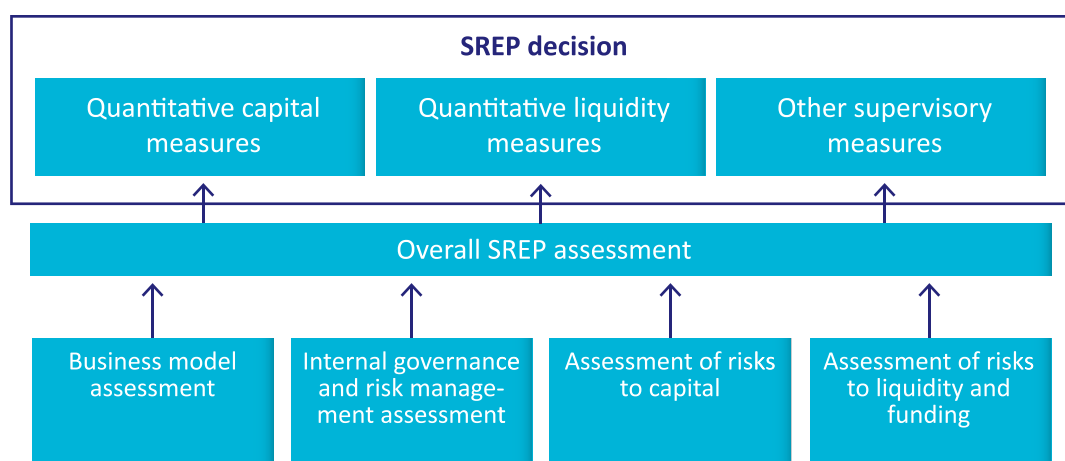 SREP decision
Quantitative capital
measures
Quantitative liquidity
measures
Other supervisory
measures
Overall SREP assessment
Business model
assessment
Internal governance
and risk manage-
ment assessment
Assessment of risks
to capital
Assessment of risks
to liquidity and
funding